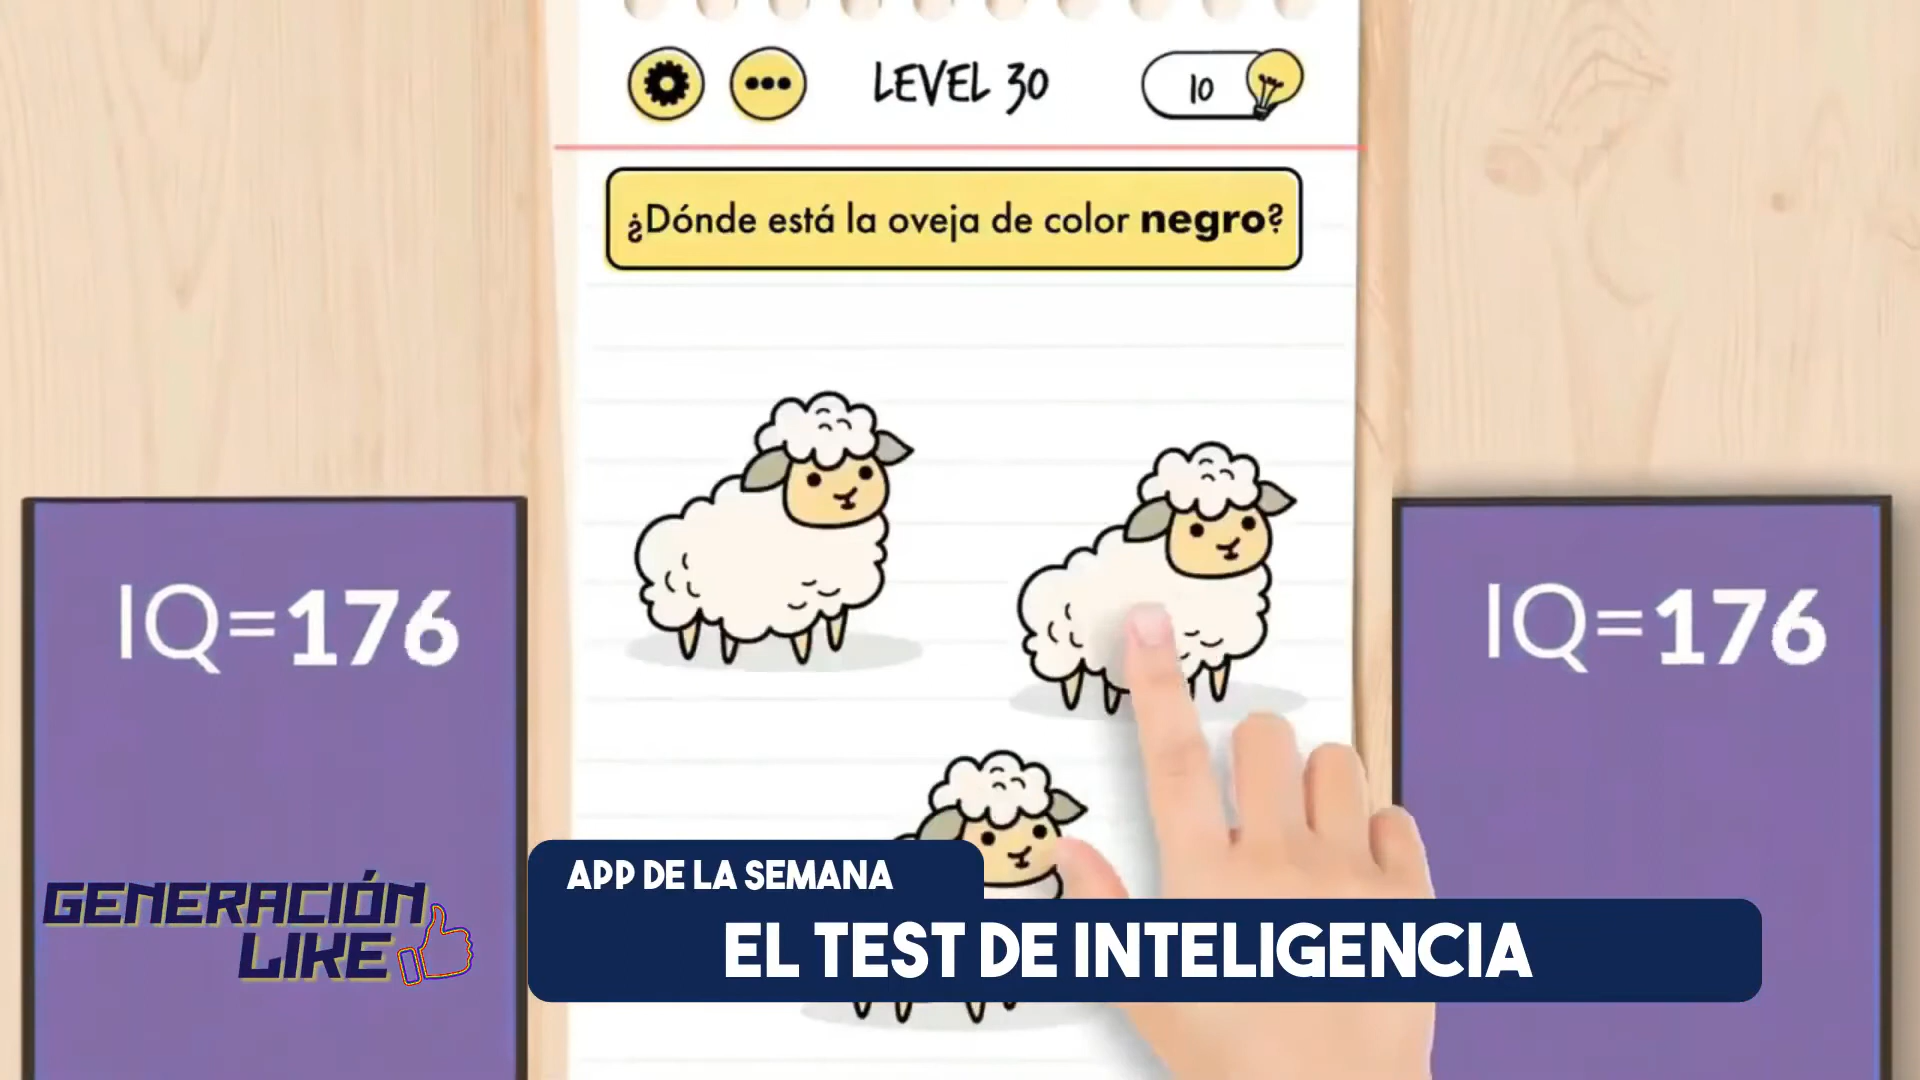 LEVEL 30
10
¿Dónde está la oveja de color negro?
IQ=176
IQ=176
GENERACIÓN
LIKE
APP DE LA SEMANA
EL TEST DE INTELIGENCIA